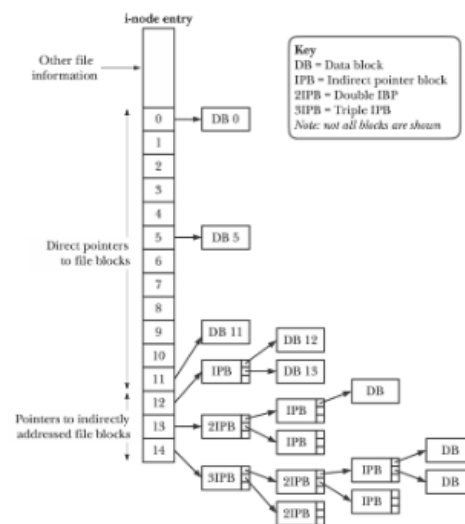 i-node entry
Other file
information
Key
DB = Data block
IPB = Indirect pointer block
2IPB = Double IBP
3IPB = Triple IPB
Note: not all blocks are shown
0
DB 0
1
2
3
4
5
DB 5
Direct pointers
to file blocks
6
7
8
9
DB 11
10
11
IPB
DB 12
DB 13
12
Pointers to indirectly
addressed file blocks
13
2IPB
IPB
DB
IPB
14
3IPB
2IPB
IPB
DB
DB
IPB
2IPB